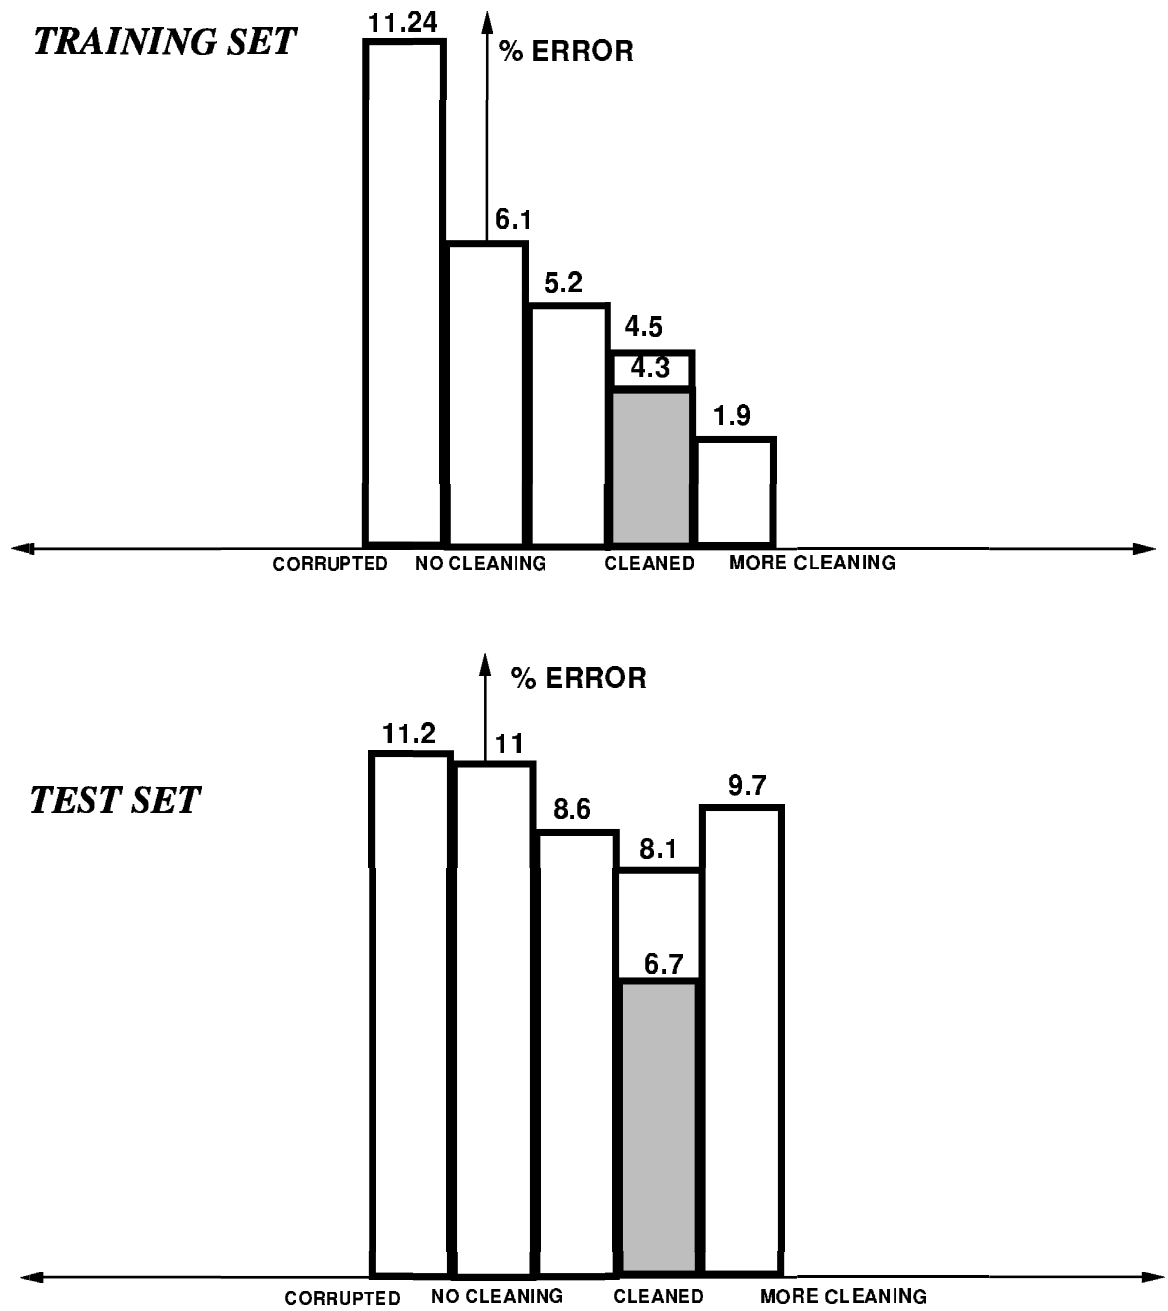 11.24
TRAINING SET
% ERROR
6.1
5.2
4.5
4.3
1.9
CORRUPTED NO CLEANING CLEANED MORE CLEANING
% ERROR
11.2
11
TEST SET
9.7
8.6
8.1
6.7
CORRUPTED NO CLEANING CLEANED MORE CLEANING